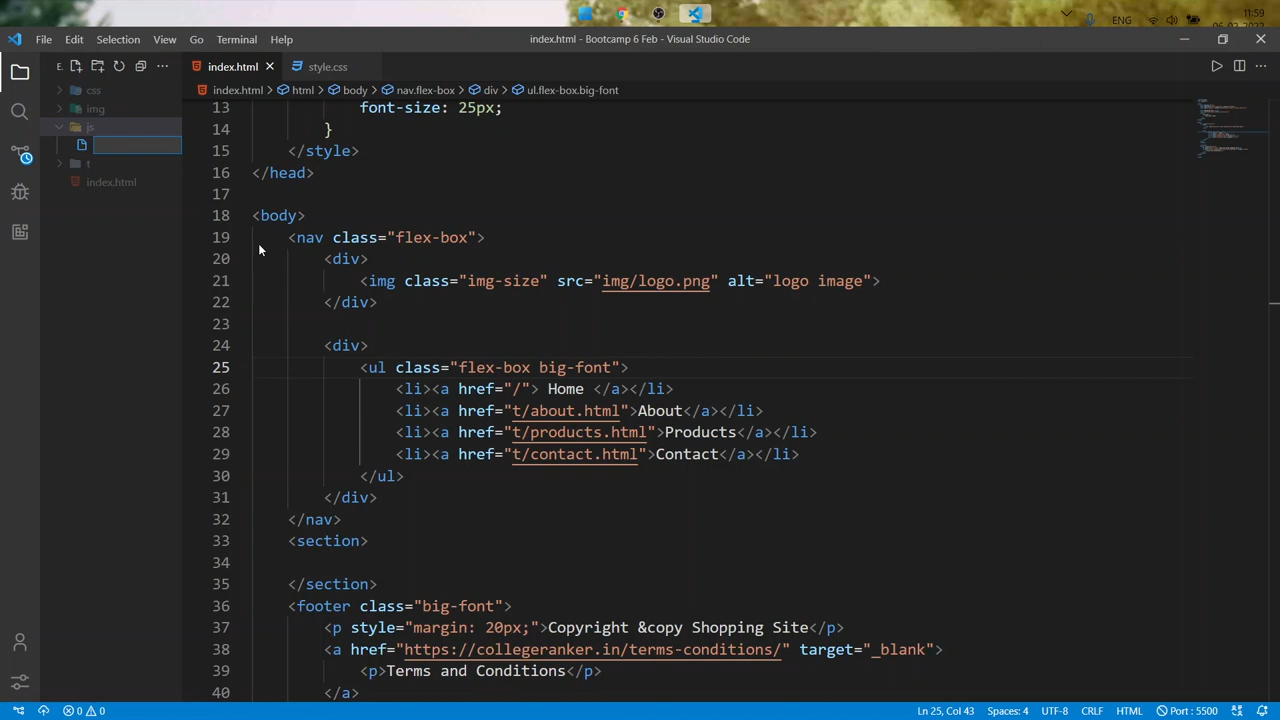 11:59
ENG
06-02-2022
File Edit Selection View Go Terminal Help
index.html - Bootcamp 6 Feb - Visual Studio Code
E.
index.html
style.css
index.html > html > body > nav.flex-box > div > ul.flex-box.big-font
css
img
js
t
index.html
13 font-size: 25px;
14 }
15 </style>
16 </head>
17
18 <body>
19 <nav class="flex-box">
20 <div>
21 <img class="img-size" src="img/logo.png" alt="logo image">
22 </div>
23
24 <div>
25 <ul class="flex-box big-font">
26 <li><a href="/"> Home </a></li>
27 <li><a href="t/about.html">About</a></li>
28 <li><a href="t/products.html">Products</a></li>
29 <li><a href="t/contact.html">Contact</a></li>
30 </ul>
31 </div>
32 </nav>
33 <section>
34
35 </section>
36 <footer class="big-font">
37 <p style="margin: 20px;">Copyright &copy Shopping Site</p>
38 <a href="https://collegeranker.in/terms-conditions/" target="_blank">
39 <p>Terms and Conditions</p>
40 </a>
0 0 Ln 25, Col 43 Spaces: 4 UTF-8 CRLF HTML Port : 5500